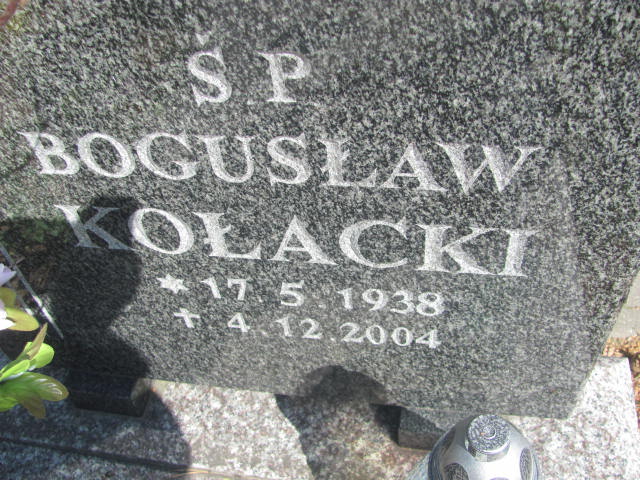 Ś.P.
BOGUSŁAW
KOŁACKI
* 17.5.1938
+ 4.12.2004